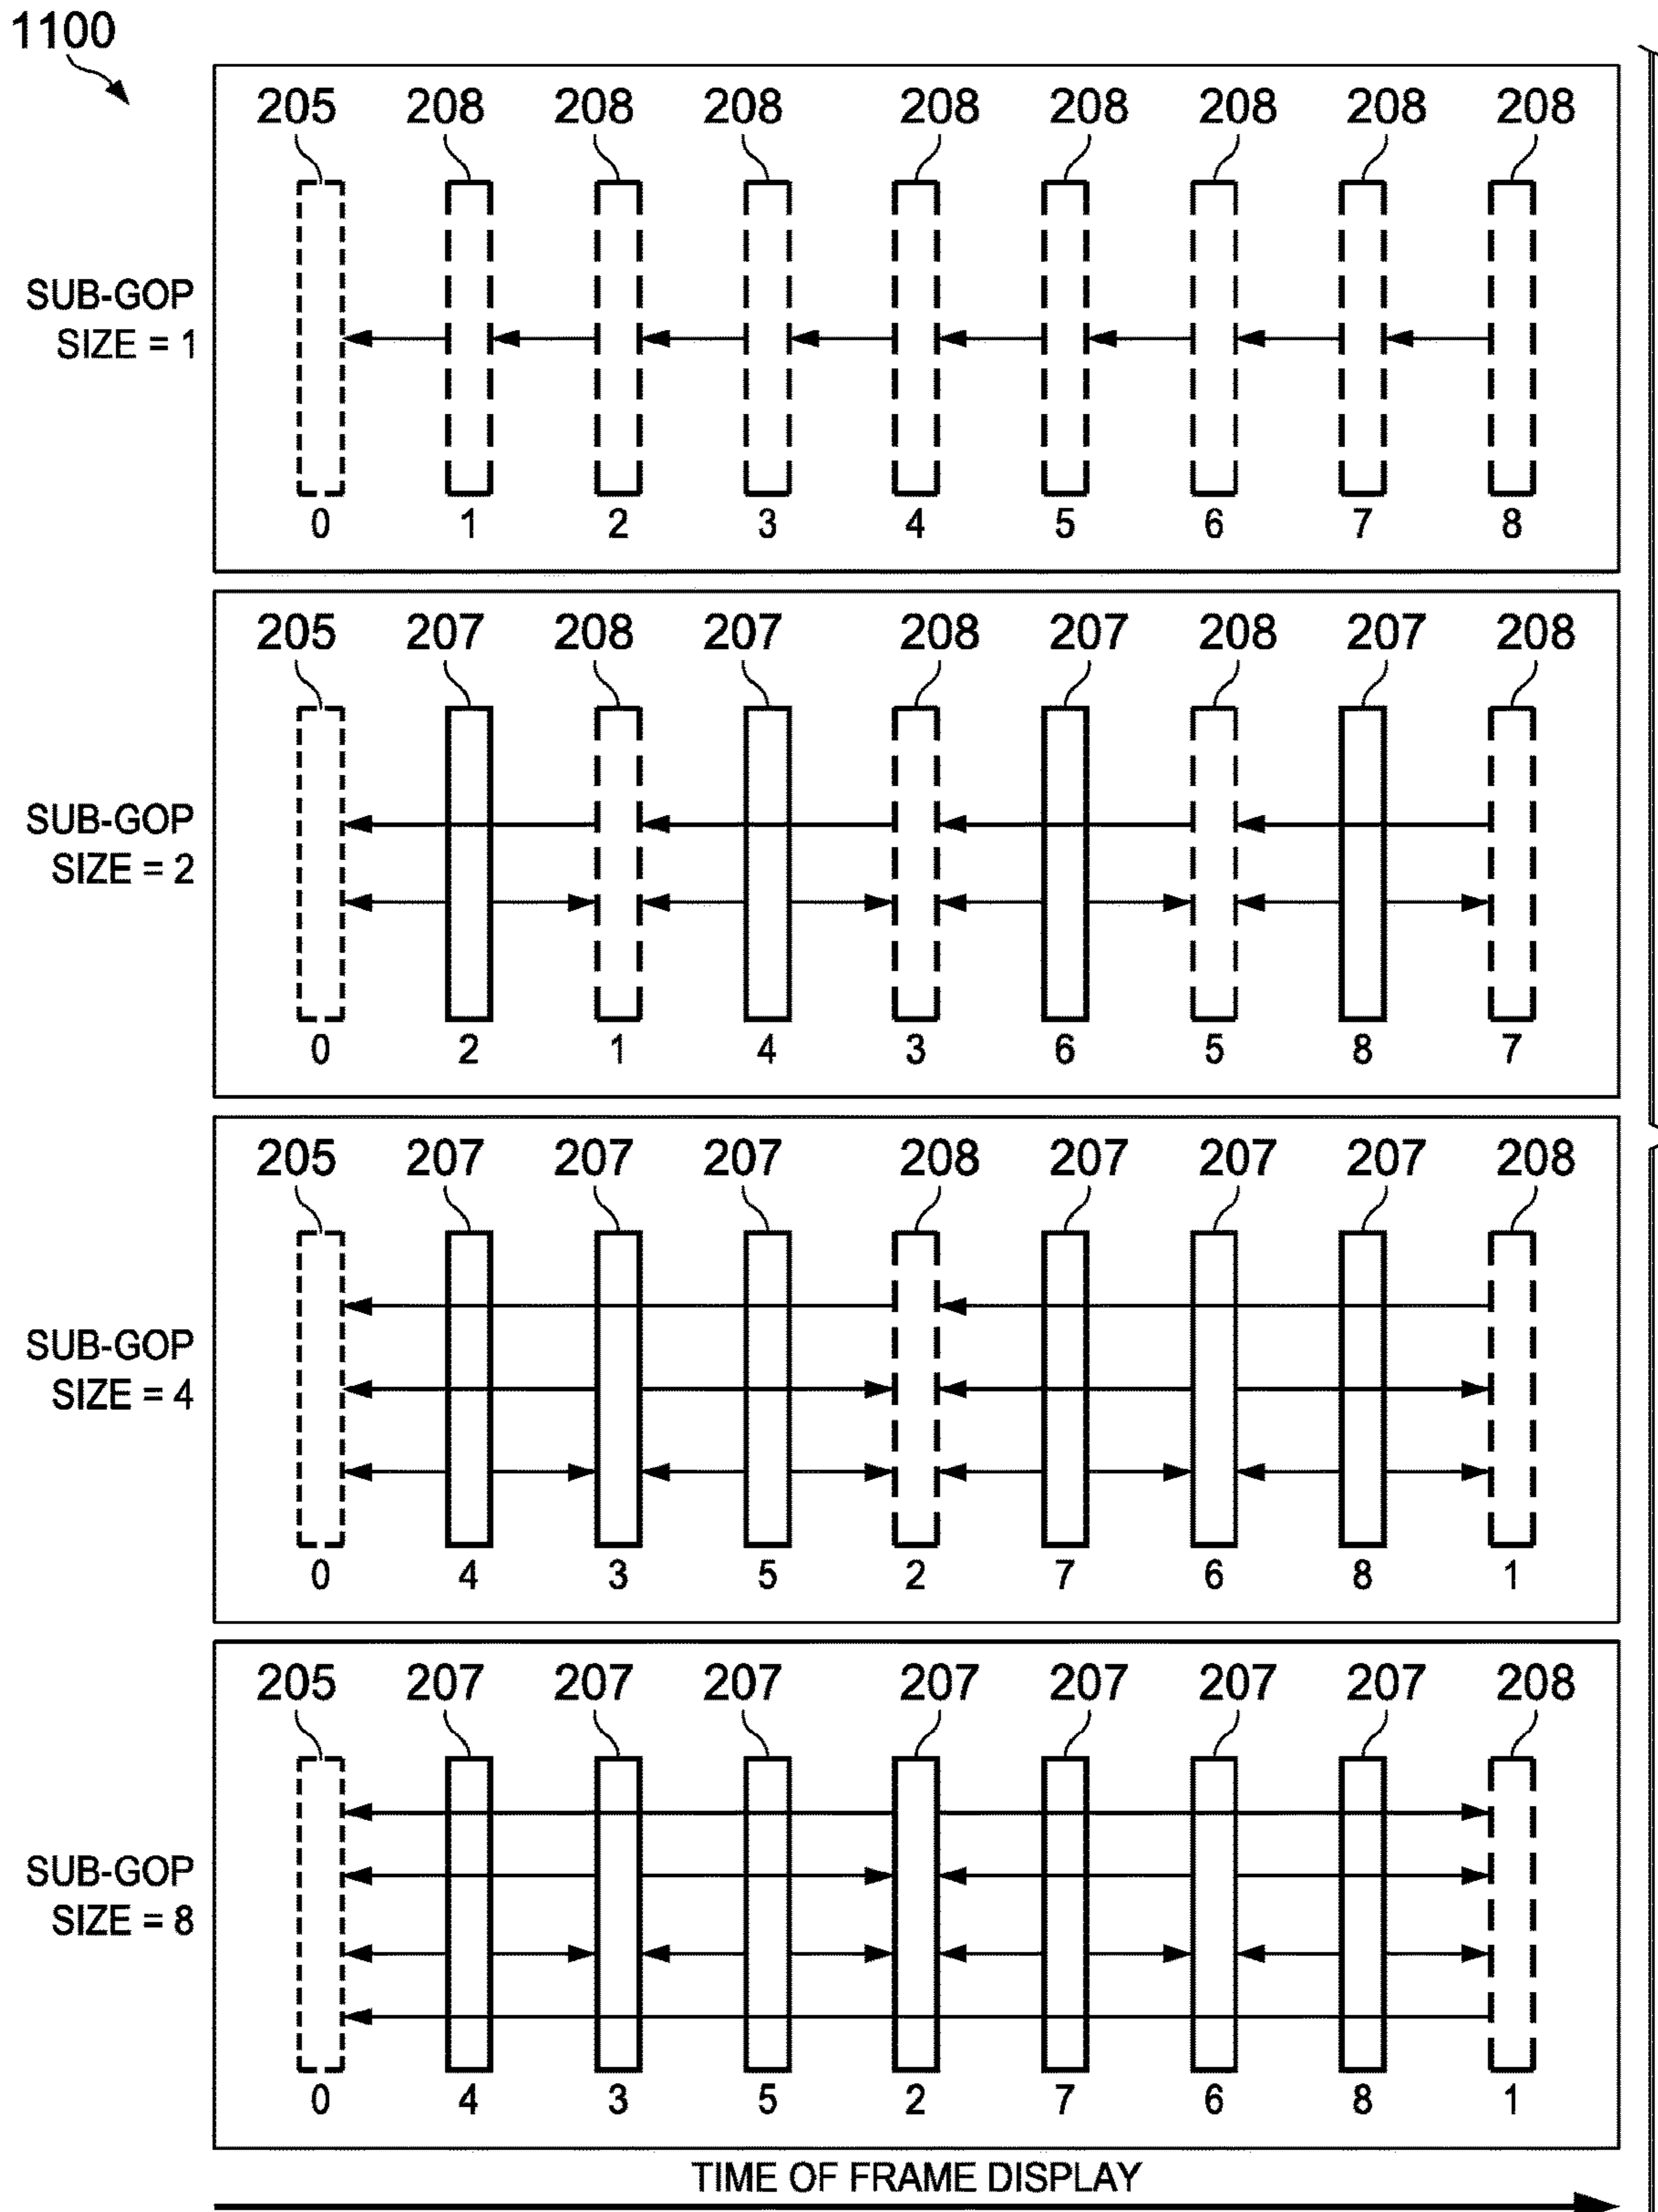 1100
205 208 208 208 208 208 208 208 208
SUB-GOP
SIZE = 1
0 1 2 3 4 5 6 7 8
205 207 208 207 208 207 208 207 208
SUB-GOP
SIZE = 2
0 2 1 4 3 6 5 8 7
205 207 207 207 208 207 207 207 208
SUB-GOP
SIZE = 4
0 4 3 5 2 7 6 8 1
205 207 207 207 207 207 207 207 208
SUB-GOP
SIZE = 8
0 4 3 5 2 7 6 8 1
TIME OF FRAME DISPLAY